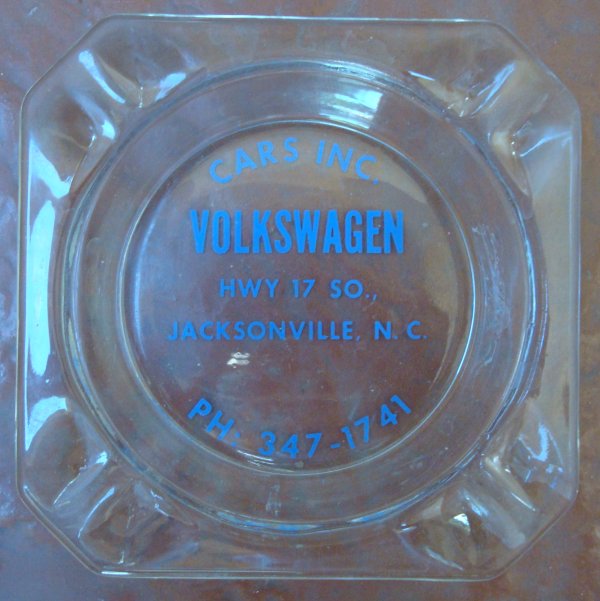 CARS INC.
VOLKSWAGEN
HWY 17 SO.,
JACKSONVILLE, N. C.
PH: 347-1741